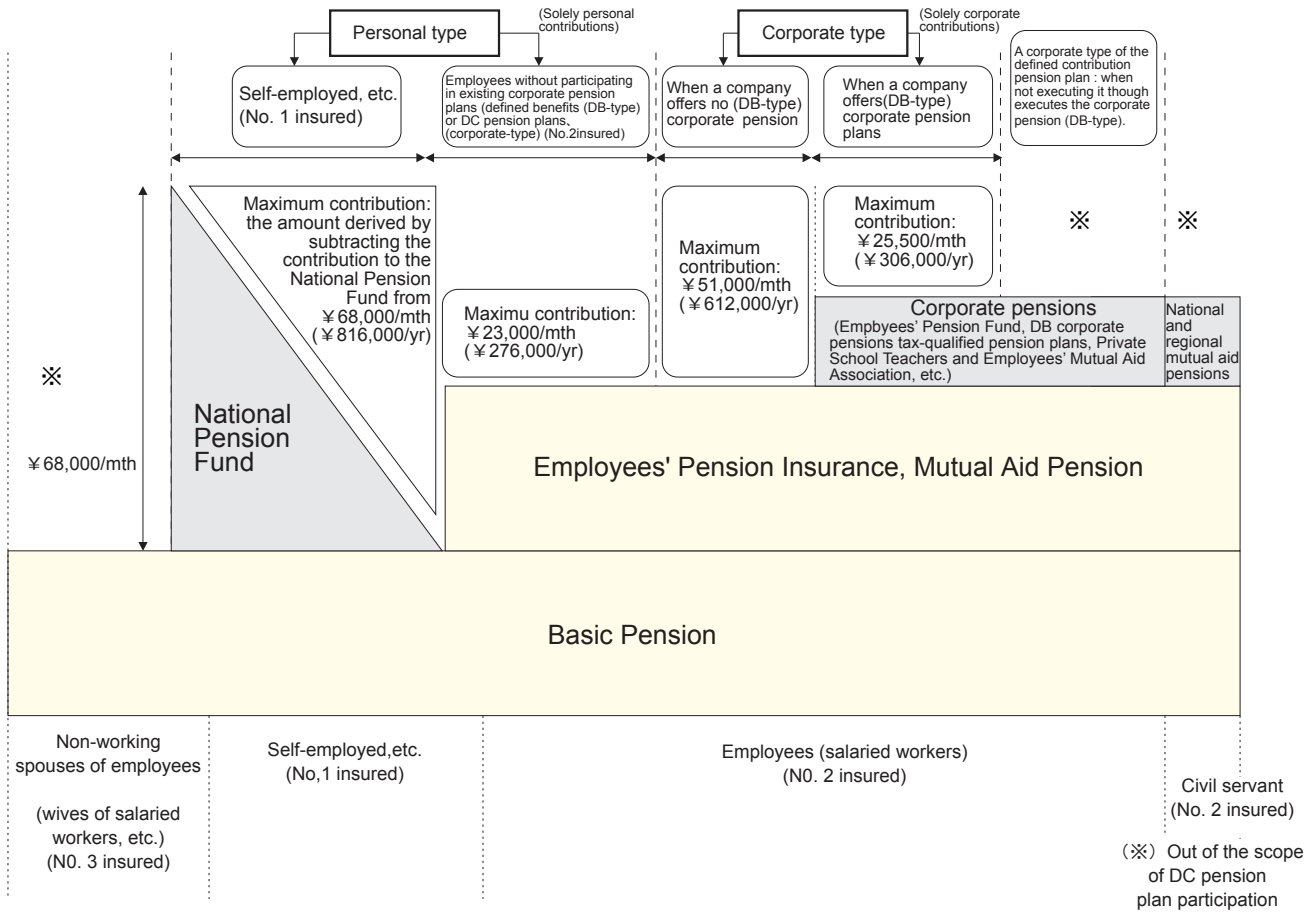 (Solely personal
contributions)
Personal type
(Solely corporate
contributions)
Corporate type
Self-employed, etc.
(No. 1 insured)
Employees without participating
in existing corporate pension
plans (defined benefits (DB-type)
or DC pension plans、
(corporate-type) (No.2insured)
When a company
offers no (DB-type)
corporate pension
When a company
offers(DB-type)
corporate pension
plans
A corporate type of the
defined contribution
pension plan : when
not executing it though
executes the corporate
pension (DB-type).
Maximum contribution:
the amount derived by
subtracting the
contribution to the
National Pension
Fund from
¥68,000/mth
(¥816,000/yr)
Maximu contribution:
¥23,000/mth
(¥276,000/yr)
Maximum
contribution:
¥51,000/mth
(¥612,000/yr)
Maximum
contribution:
¥25,500/mth
(¥306,000/yr)
※
※
※
¥68,000/mth
National
Pension
Fund
Corporate pensions
(Empbyees' Pension Fund, DB corporate
pensions tax-qualified pension plans, Private
School Teachers and Employees' Mutual Aid
Association, etc.)
National
and
regional
mutual aid
pensions
Employees' Pension Insurance, Mutual Aid Pension
Basic Pension
Non-working
spouses of employees
(wives of salaried
workers, etc.)
(N0. 3 insured)
Self-employed,etc.
(No,1 insured)
Employees (salaried workers)
(N0. 2 insured)
Civil servant
(No. 2 insured)
(※) Out of the scope
of DC pension
plan participation